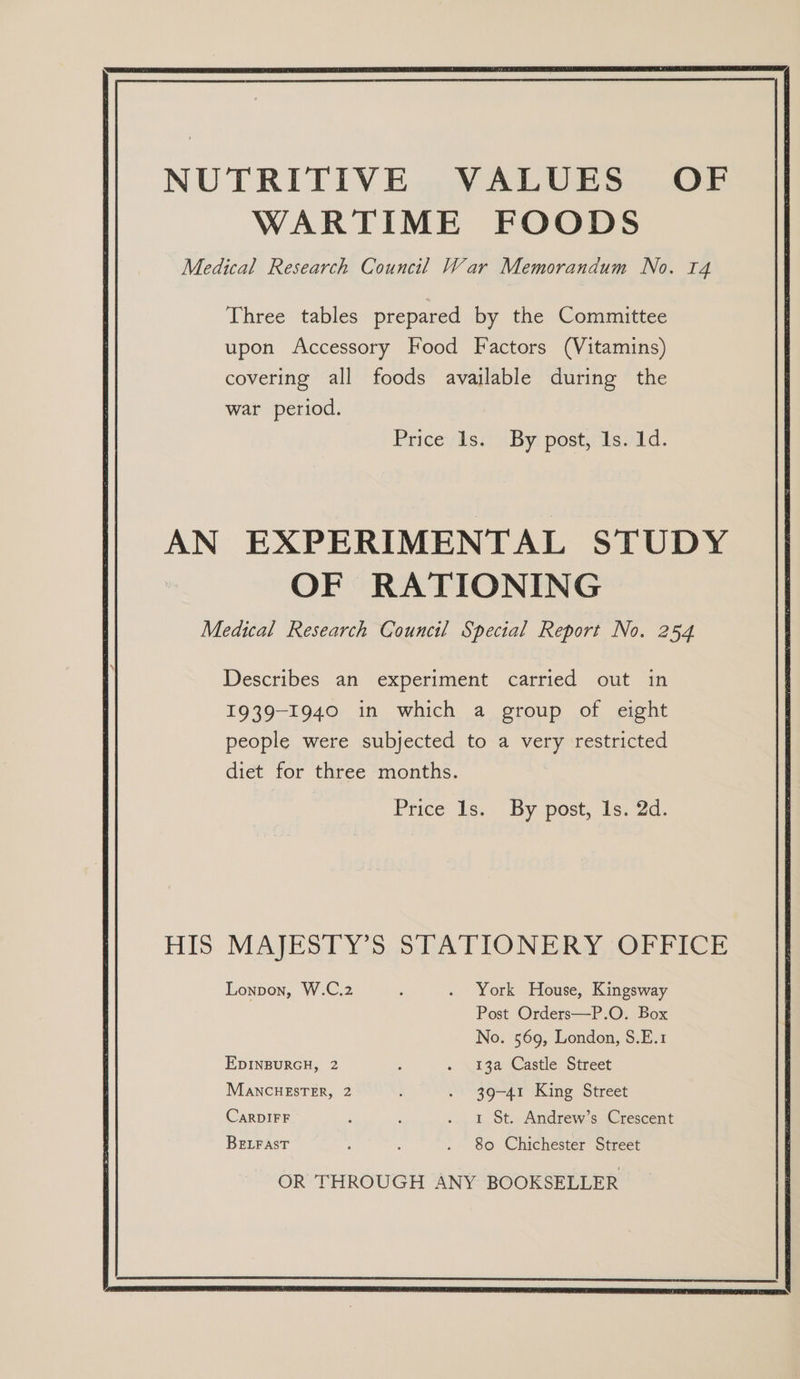 NUTRITIVE VALUES OF
WARTIME FOODS
Medical Research Council War Memorandum No. 14
Three tables prepared by the Committee
upon Accessory Food Factors (Vitamins)
covering all foods available during the
war period.
Price 1s. By post, 1s. 1d.
AN EXPERIMENTAL STUDY
OF RATIONING
Medical Research Council Special Report No. 254
Describes an experiment carried out in
1939-1940 in which a group of eight
people were subjected to a very restricted
diet for three months.
Price 1s. By post, 1s. 2d.
HIS MAJESTY'S STATIONERY OFFICE
London, W.C.2 . . York House, Kingsway
Post Orders—P.O. Box
No. 569, London, S.E.1
Edinburgh, 2 . . 13a Castle Street
Manchester, 2 . . 39-41 King Street
Cardiff . . . 1 St. Andrew's Crescent
Belfast . . . 80 Chichester Street
OR THROUGH ANY BOOKSELLER